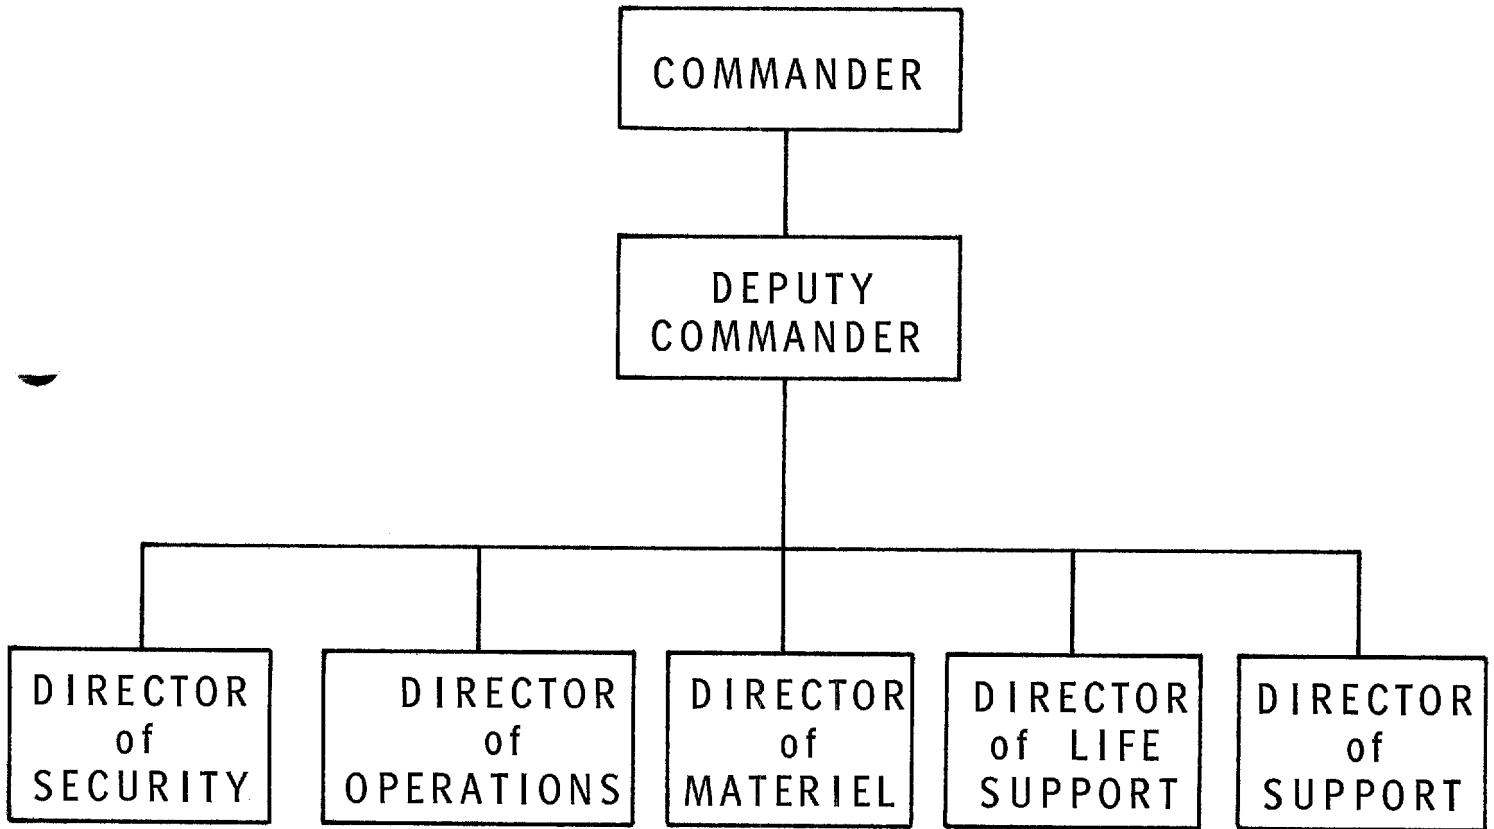 COMMANDER
DEPUTY
COMMANDER
DIRECTOR
of
SECURITY
DIRECTOR
of
OPERATIONS
DIRECTOR
of
MATERIEL
DIRECTOR
of LIFE
SUPPORT
DIRECTOR
of
SUPPORT